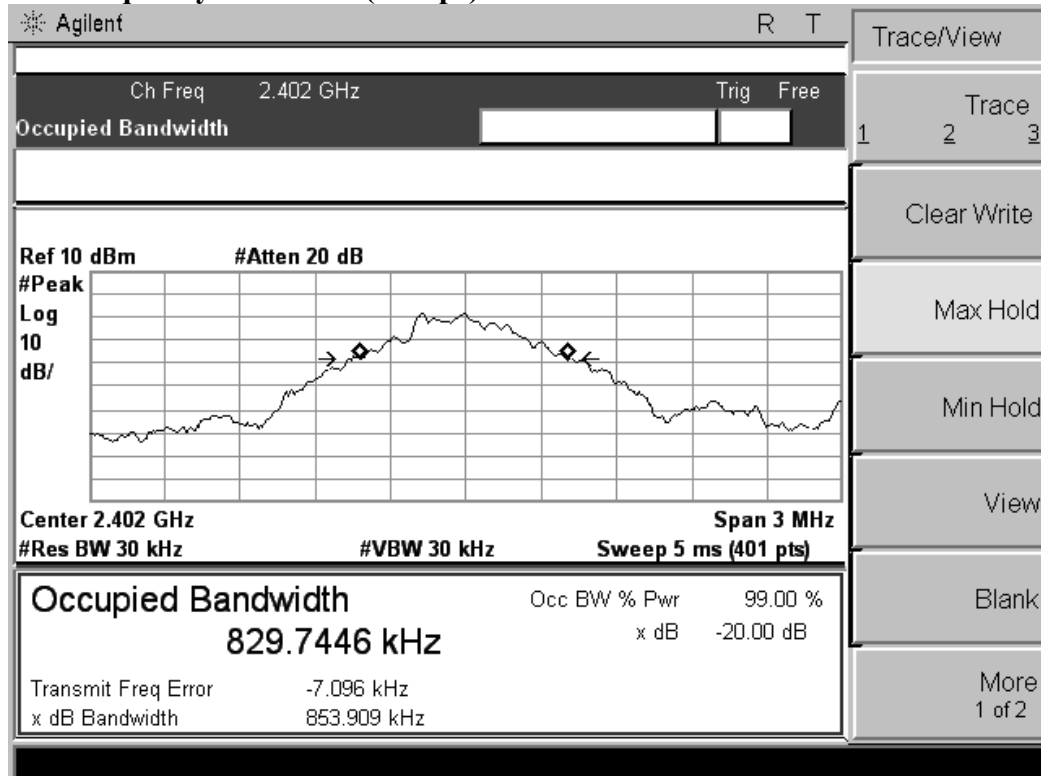 Agilent R T
Ch Freq 2.402 GHz Trig Free
Occupied Bandwidth
Ref 10 dBm #Atten 20 dB
#Peak
Log
10
dB/
Center 2.402 GHz Span 3 MHz
#Res BW 30 kHz #VBW 30 kHz Sweep 5 ms (401 pts)
Occupied Bandwidth
829.7446 kHz
Occ BW % Pwr 99.00 %
x dB -20.00 dB
Transmit Freq Error -7.096 kHz
x dB Bandwidth 853.909 kHz
Trace/View
Trace
1 2 3
Clear Write
Max Hold
Min Hold
View
Blank
More
1 of 2